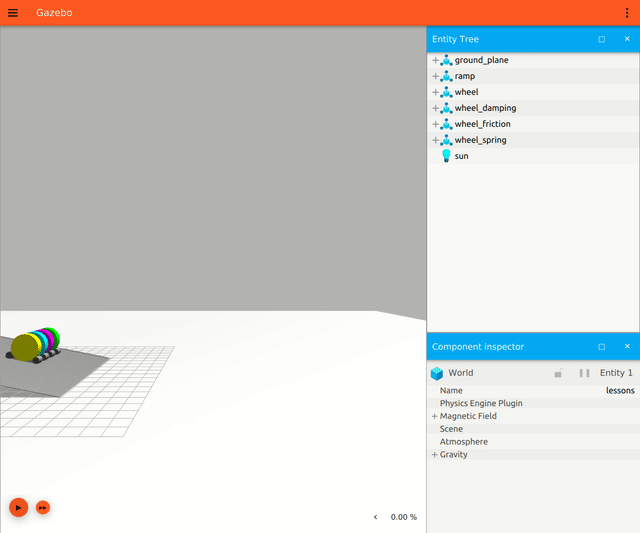 Gazebo
Entity Tree
ground_plane
ramp
wheel
wheel_damping
wheel_friction
wheel_spring
sun
Component inspector
World
Entity 1
Name
lessons
Physics Engine Plugin
Magnetic Field
Scene
Atmosphere
Gravity
0.00 %